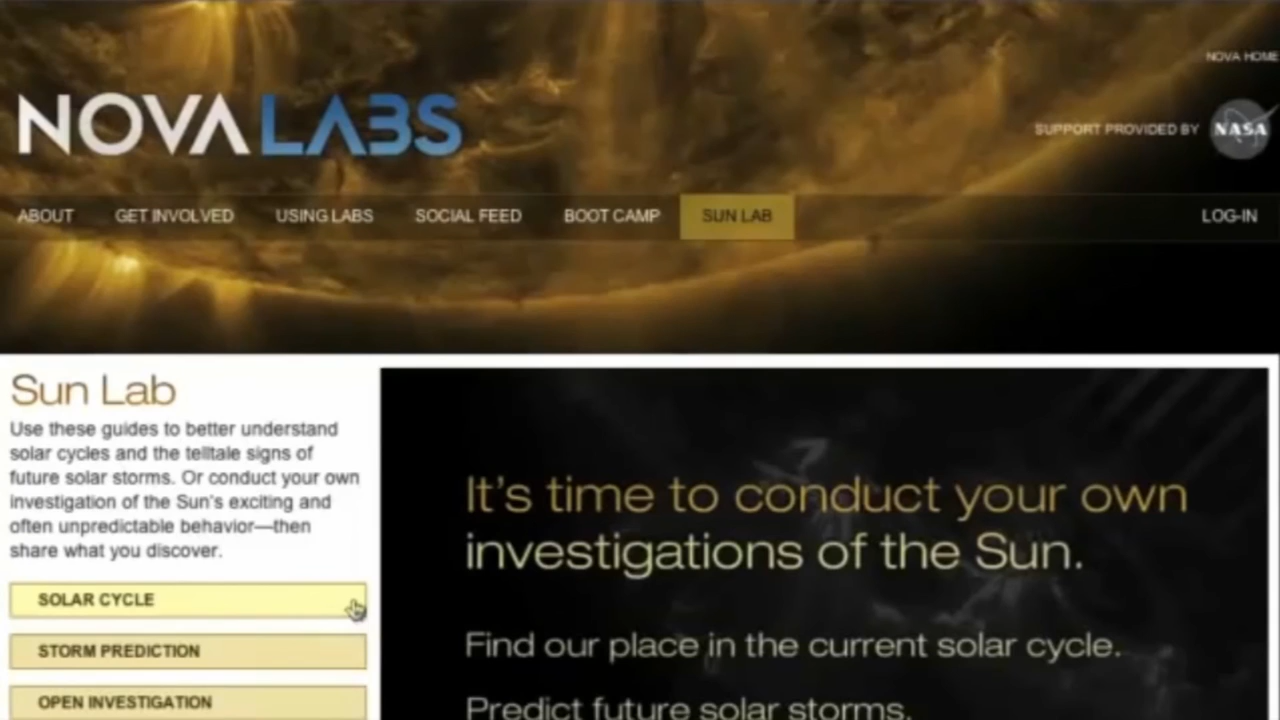 NOVA HOME
NOVA LABS
SUPPORT PROVIDED BY NASA
ABOUT GET INVOLVED USING LABS SOCIAL FEED BOOT CAMP SUN LAB LOG-IN
Sun Lab
Use these guides to better understand
solar cycles and the telltale signs of
future solar storms. Or conduct your own
investigation of the Sun's exciting and
often unpredictable behavior—then
share what you discover.
SOLAR CYCLE
STORM PREDICTION
OPEN INVESTIGATION
It's time to conduct your own
investigations of the Sun.
Find our place in the current solar cycle.
Predict future solar storms.